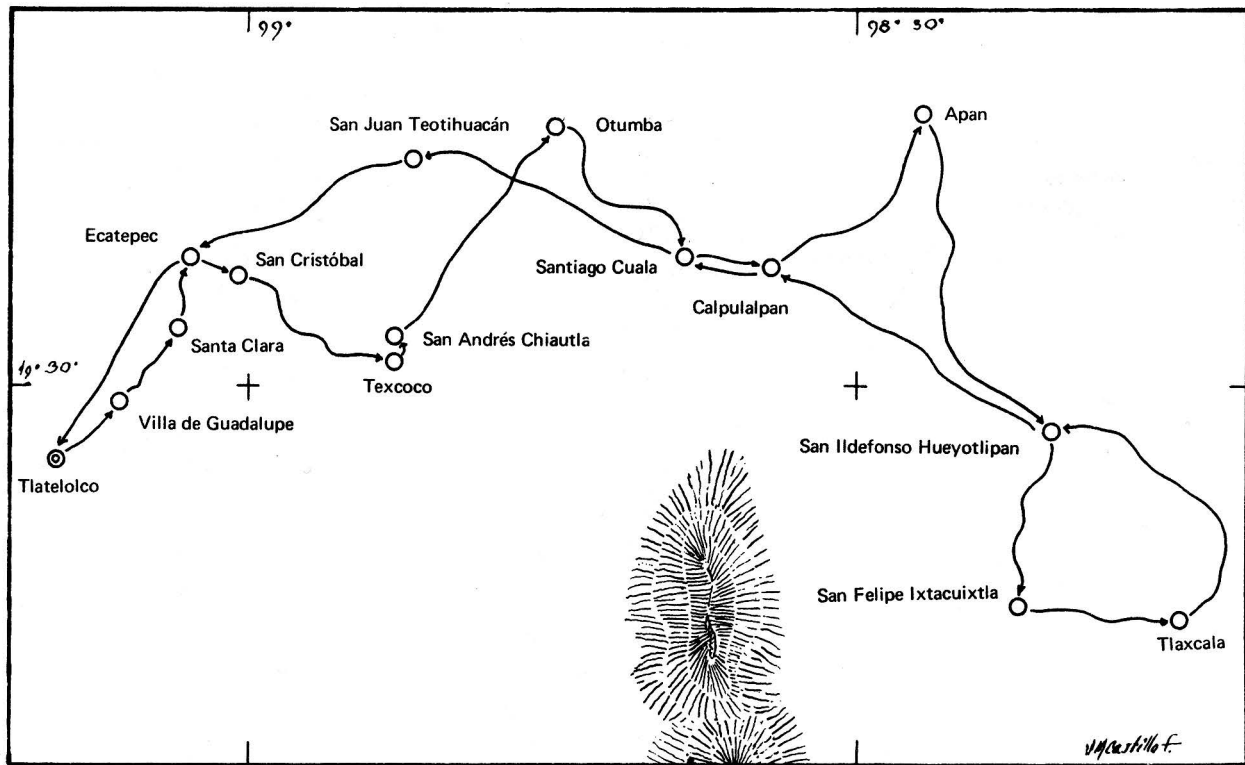 99°
98° 30'
San Juan Teotihuacán
Otumba
Apan
Ecatepec
San Cristóbal
Santiago Cuala
Calpulalpan
Santa Clara
San Andrés Chiautla
19° 30'
Texcoco
Villa de Guadalupe
San Ildefonso Hueyotlipan
Tlatelolco
San Felipe Ixtacuixtla
Tlaxcala
VMCastillo F.